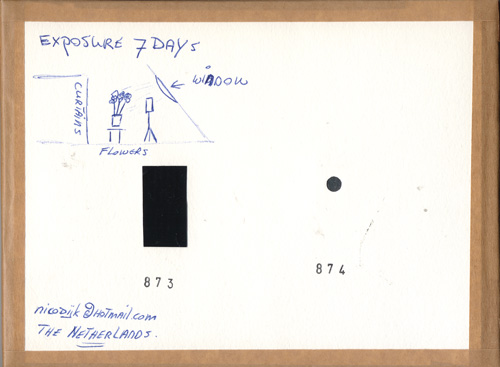 EXPOSURE 7 DAYS
WINDOW
CURTAINS
FLOWERS
873
874
nicodijk@hotmail.com
THE NETHERLANDS.